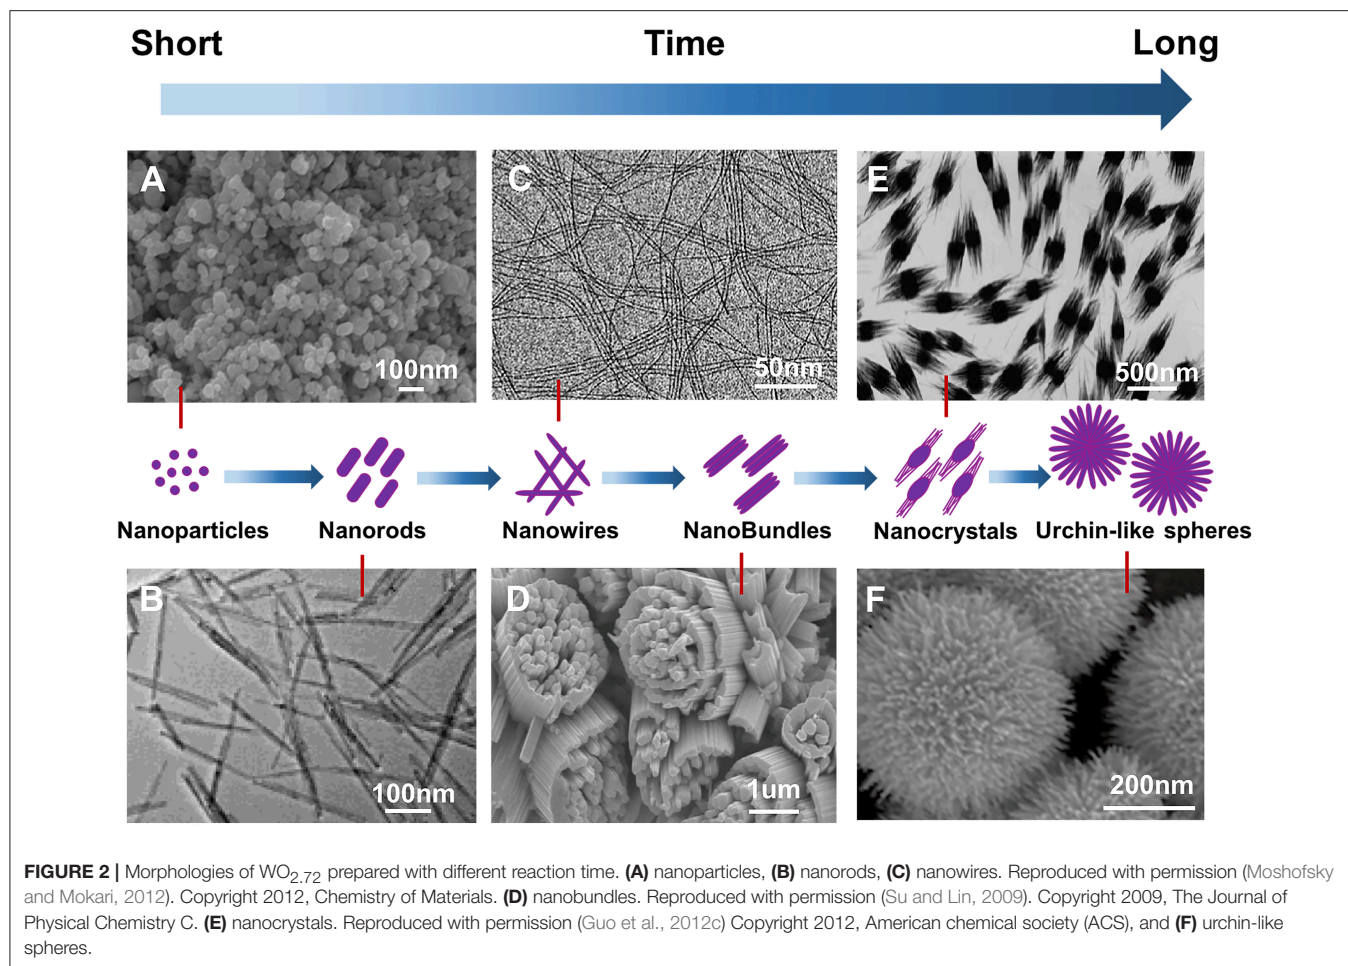 Short Time Long
A C E
100nm 50nm 500nm
Nanoparticles Nanorods Nanowires NanoBundles Nanocrystals Urchin-like spheres
B D F
100nm 1um 200nm
FIGURE 2 | Morphologies of WO2.72 prepared with different reaction time. (A) nanoparticles, (B) nanorods, (C) nanowires. Reproduced with permission (Moshofsky
and Mokari, 2012). Copyright 2012, Chemistry of Materials. (D) nanobundles. Reproduced with permission (Su and Lin, 2009). Copyright 2009, The Journal of
Physical Chemistry C. (E) nanocrystals. Reproduced with permission (Guo et al., 2012c) Copyright 2012, American chemical society (ACS), and (F) urchin-like
spheres.